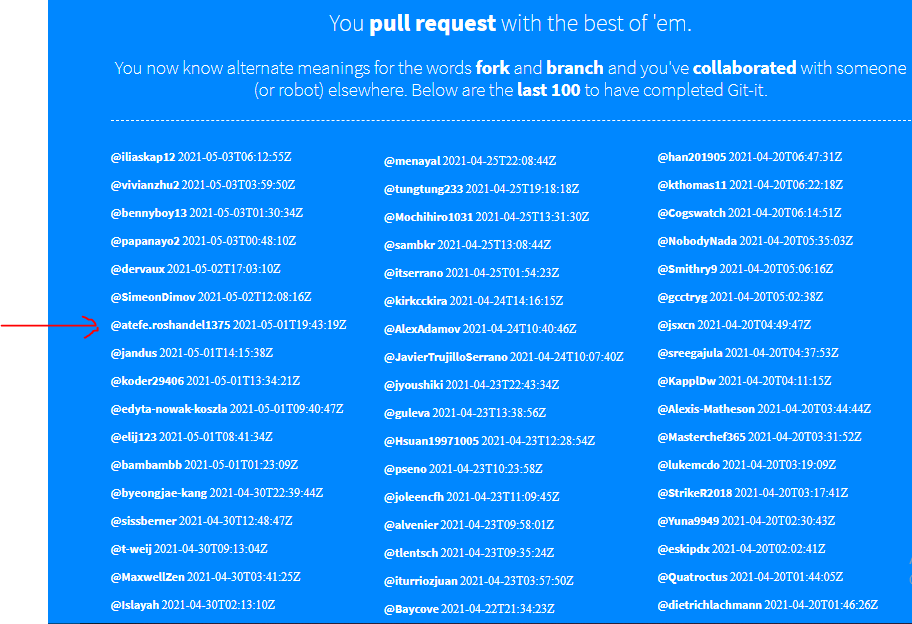 You pull request with the best of 'em.
You now know alternate meanings for the words fork and branch and you've collaborated with someone
(or robot) elsewhere. Below are the last 100 to have completed Git-it.
@iliaskap12 2021-05-03T06:12:55Z
@vivianzhu2 2021-05-03T03:59:50Z
@bennyboy13 2021-05-03T01:30:34Z
@papanayo2 2021-05-03T00:48:10Z
@dervaux 2021-05-02T17:03:10Z
@SimeonDimov 2021-05-02T12:08:16Z
@atefe.roshandel1375 2021-05-01T19:43:19Z
@jandus 2021-05-01T14:15:38Z
@koder29406 2021-05-01T13:34:21Z
@edyta-nowak-koszla 2021-05-01T09:40:47Z
@elij123 2021-05-01T08:41:34Z
@bambambb 2021-05-01T01:23:09Z
@byeongjae-kang 2021-04-30T22:39:44Z
@sissberner 2021-04-30T12:48:47Z
@t-weij 2021-04-30T09:13:04Z
@MaxwellZen 2021-04-30T03:41:25Z
@Islayah 2021-04-30T02:13:10Z
@menayal 2021-04-25T22:08:44Z
@tungtung233 2021-04-25T19:18:18Z
@Mochihiro1031 2021-04-25T13:31:30Z
@sambkr 2021-04-25T13:08:44Z
@itserrano 2021-04-25T01:54:23Z
@kirkcckira 2021-04-24T14:16:15Z
@AlexAdamov 2021-04-24T10:40:46Z
@JavierTrujilloSerrano 2021-04-24T10:07:40Z
@jyoushiki 2021-04-23T22:43:34Z
@guleva 2021-04-23T13:38:56Z
@Hsuan19971005 2021-04-23T12:28:54Z
@pseno 2021-04-23T10:23:58Z
@joleencfh 2021-04-23T11:09:45Z
@alvenier 2021-04-23T09:58:01Z
@tlentsch 2021-04-23T09:35:24Z
@iturriozjuan 2021-04-23T03:57:50Z
@Baycove 2021-04-22T21:34:23Z
@han201905 2021-04-20T06:47:31Z
@kthomas11 2021-04-20T06:22:18Z
@Cogswatch 2021-04-20T06:14:51Z
@NobodyNada 2021-04-20T05:35:03Z
@Smithry9 2021-04-20T05:06:16Z
@gcctryg 2021-04-20T05:02:38Z
@jsxcn 2021-04-20T04:49:47Z
@sreegajula 2021-04-20T04:37:53Z
@KapplDw 2021-04-20T04:11:15Z
@Alexis-Matheson 2021-04-20T03:44:44Z
@Masterchef365 2021-04-20T03:31:52Z
@lukemcdo 2021-04-20T03:19:09Z
@StrikeR2018 2021-04-20T03:17:41Z
@Yuna9949 2021-04-20T02:30:43Z
@eskipdx 2021-04-20T02:02:41Z
@Quatroctus 2021-04-20T01:44:05Z
@dietrichlachmann 2021-04-20T01:46:26Z